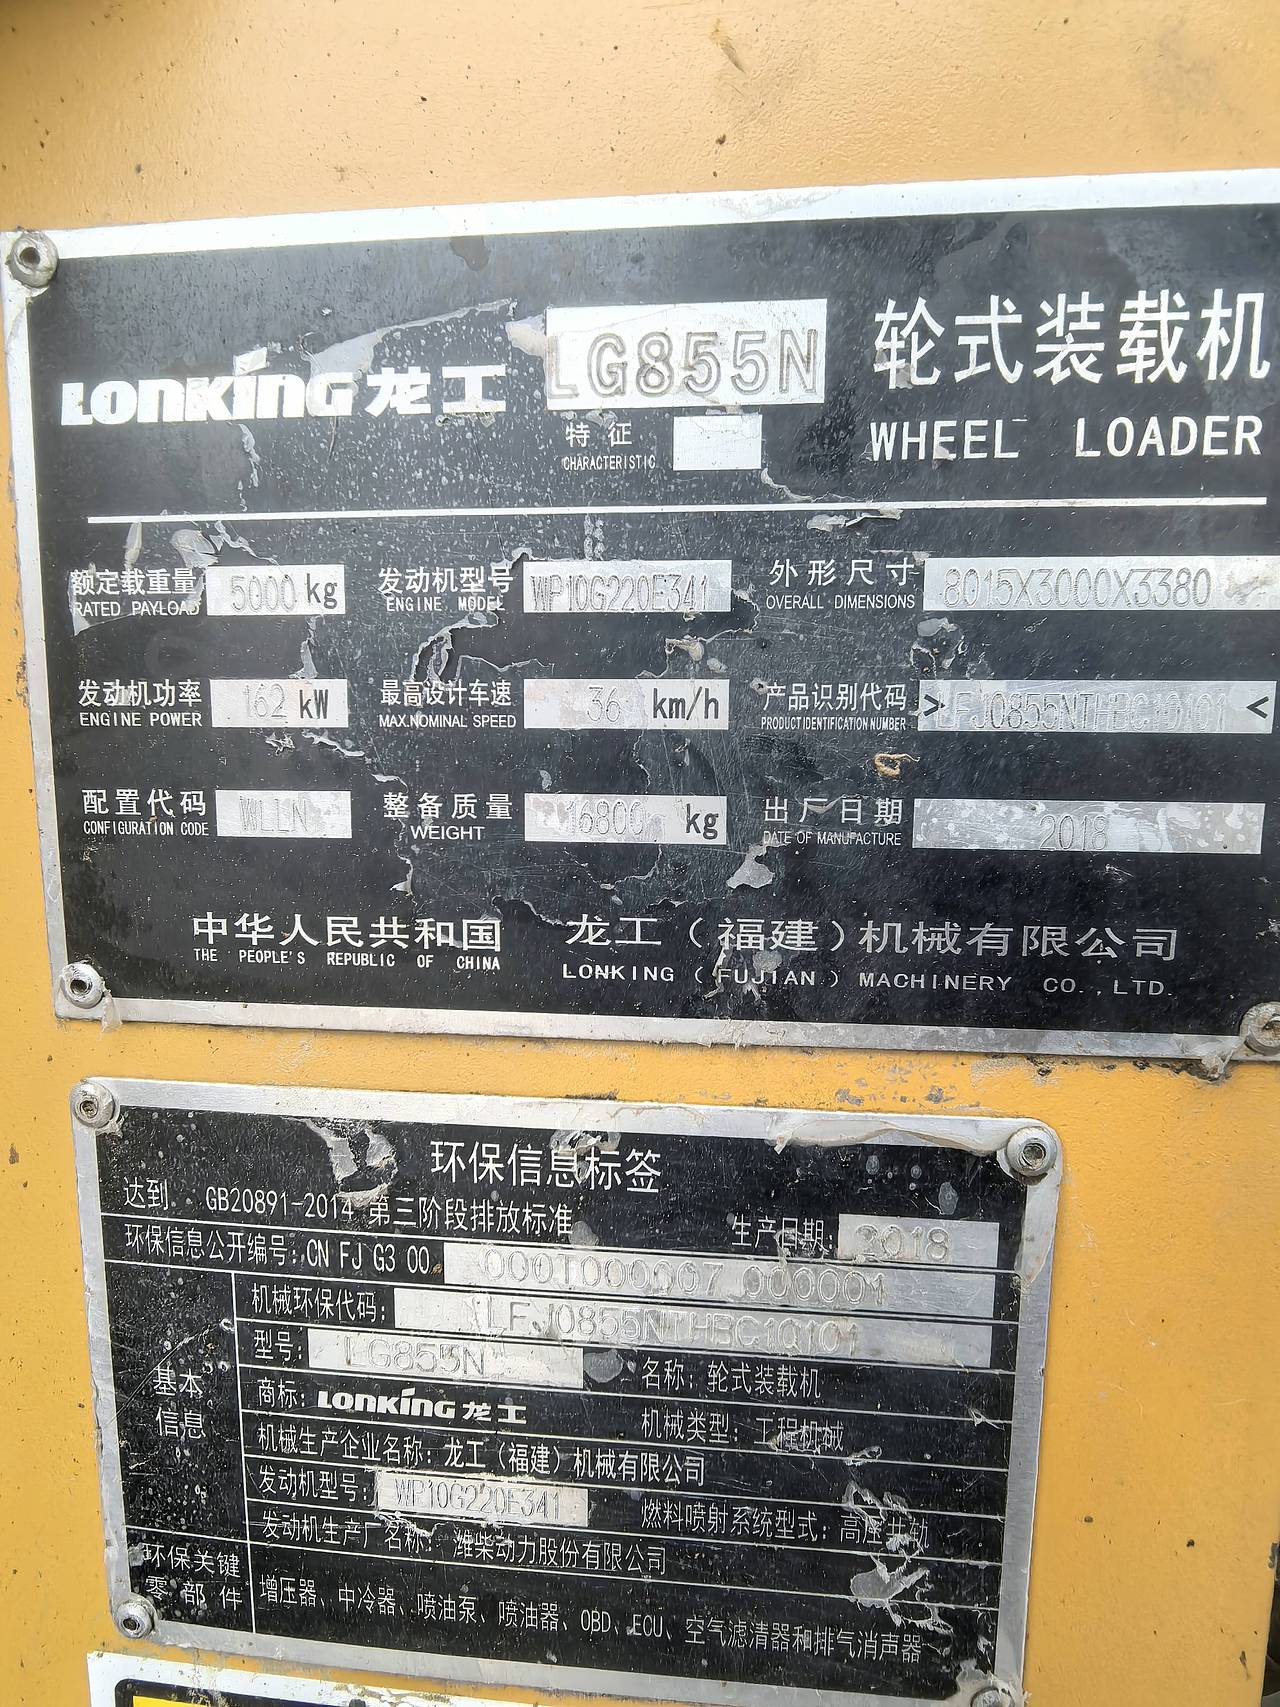 LONKING 龙工 LG855N 轮式装载机
特征
CHARACTERISTIC
WHEEL LOADER
额定载重量 5000 kg 发动机型号 WP10G220E341 外形尺寸 8015X3000X3380
RATED PAYLOAD ENGINE MODEL OVERALL DIMENSIONS
发动机功率 162 kW 最高设计车速 36 km/h 产品识别代码 >LFJ0855NTHBC10101<
ENGINE POWER MAX.NOMINAL SPEED PRODUCT IDENTIFICATION NUMBER
配置代码 WLLN 整备质量 16800 kg 出厂日期 2018
CONFIGURATION CODE WEIGHT DATE OF MANUFACTURE
中华人民共和国 龙工（福建）机械有限公司
THE PEOPLE'S REPUBLIC OF CHINA LONKING (FUJIAN) MACHINERY CO.,LTD.
环保信息标签
达到 GB20891-2014 第三阶段排放标准 生产日期: 2018
环保信息公开编号: CN FJ G3 00 000T000007 000001
基本信息
机械环保代码: LFJ0855NTHBC10101
型号: LG855N 名称: 轮式装载机
商标: LONKING 龙工 机械类型: 工程机械
机械生产企业名称: 龙工（福建）机械有限公司
发动机型号: WP10G220E341 燃料喷射系统型式: 高压共轨
发动机生产厂名称: 潍柴动力股份有限公司
环保关键零部件
增压器、中冷器、喷油泵、喷油器、OBD、ECU、空气滤清器和排气消声器